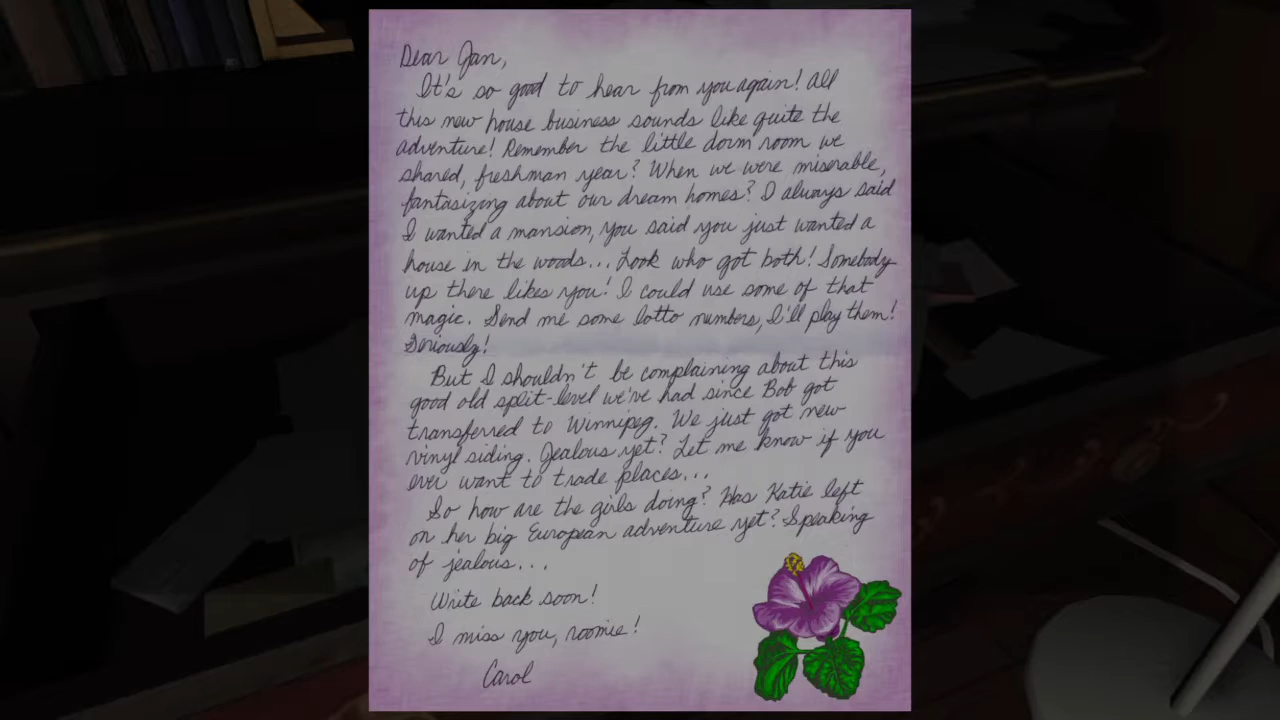 Dear Jan,
It's so good to hear from you again! All
this new house business sounds like quite the
adventure! Remember the little dorm room we
shared, freshman year? When we were miserable,
fantasizing about our dream homes? I always said
I wanted a mansion, you said you just wanted a
house in the woods... Look who got both! Somebody
up there likes you! I could use some of that
magic. Send me some lotto numbers, I'll play them!
Seriously!
But I shouldn't be complaining about this
good old split-level we've had since Bob got
transferred to Winnipeg. We just got new
vinyl siding. Jealous yet? Let me know if you
ever want to trade places...
So how are the girls doing? Has Katie left
on her big European adventure yet? Speaking
of jealous...
Write back soon!
I miss you, roomie!
Carol